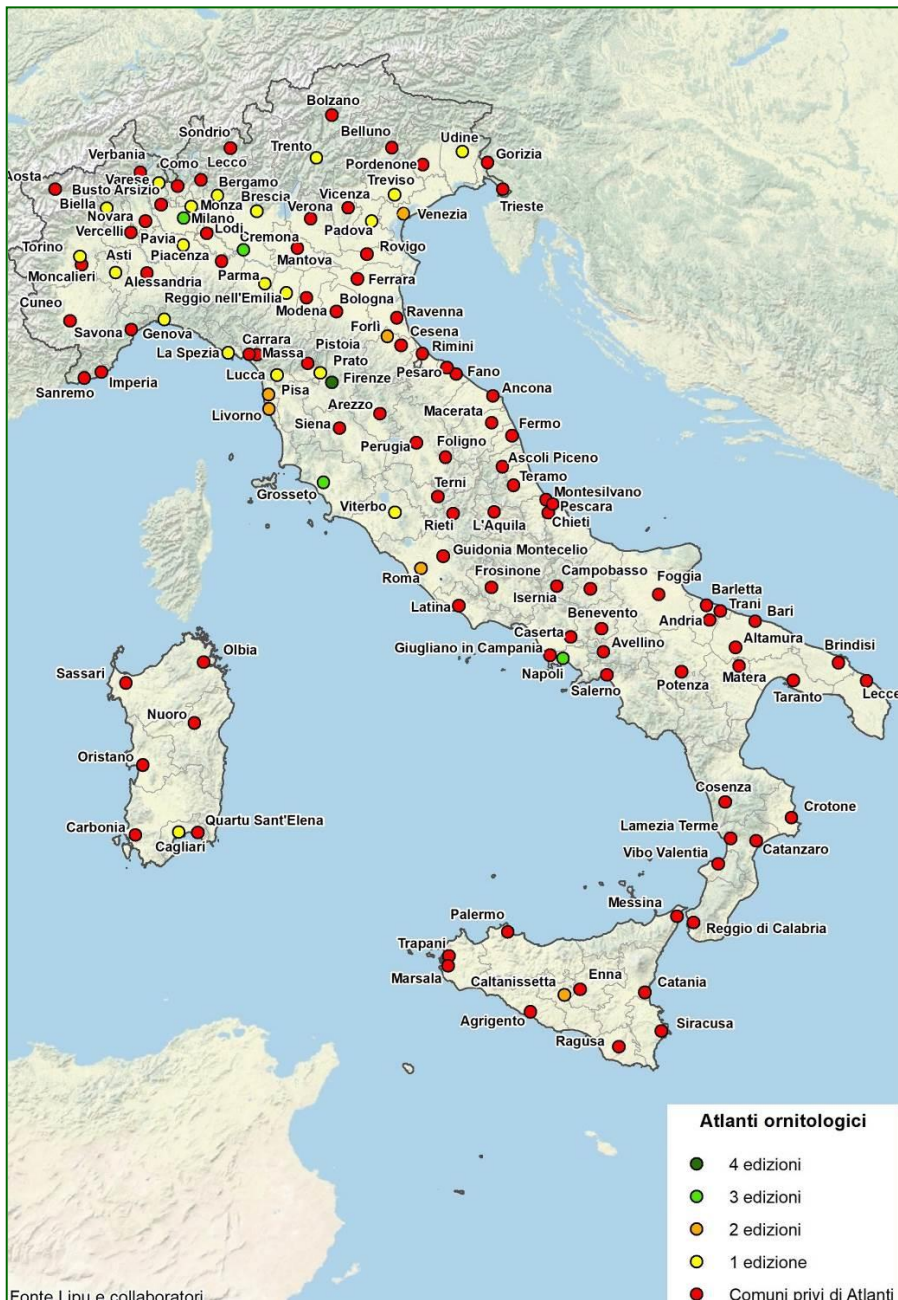 Bolzano
Sondrio
Belluno
Udine
Verbania
Como
Lecco
Trento
Pordenone
Gorizia
Aosta
Varese
Bergamo
Treviso
Busto Arsizio
Brescia
Vicenza
Trieste
Biella
Monza
Verona
Venezia
Novara
Milano
Padova
Vercelli
Lodi
Cremona
Torino
Pavia
Rovigo
Asti
Piacenza
Mantova
Moncalieri
Parma
Ferrara
Alessandria
Cuneo
Reggio nell'Emilia
Bologna
Modena
Ravenna
Savona
Genova
Forlì
Cesena
Carrara
Pistoia
Rimini
La Spezia
Massa
Prato
Pesaro
Fano
Lucca
Firenze
Sanremo
Imperia
Pisa
Ancona
Livorno
Arezzo
Macerata
Siena
Fermo
Perugia
Foligno
Ascoli Piceno
Terni
Teramo
Grosseto
Montesilvano
Viterbo
Pescara
Rieti
L'Aquila
Chieti
Guidonia Montecelio
Roma
Frosinone
Campobasso
Foggia
Isernia
Barletta
Latina
Trani
Benevento
Andria
Bari
Caserta
Giugliano in Campania
Avellino
Altamura
Brindisi
Olbia
Napoli
Matera
Sassari
Salerno
Potenza
Taranto
Lecce
Nuoro
Oristano
Cosenza
Crotone
Carbonia
Quartu Sant'Elena
Lamezia Terme
Cagliari
Catanzaro
Vibo Valentia
Messina
Palermo
Reggio di Calabria
Trapani
Marsala
Caltanissetta
Enna
Catania
Agrigento
Siracusa
Ragusa
Atlanti ornitologici
4 edizioni
3 edizioni
2 edizioni
1 edizione
Comuni privi di Atlanti
Fonte Lipu e collaboratori